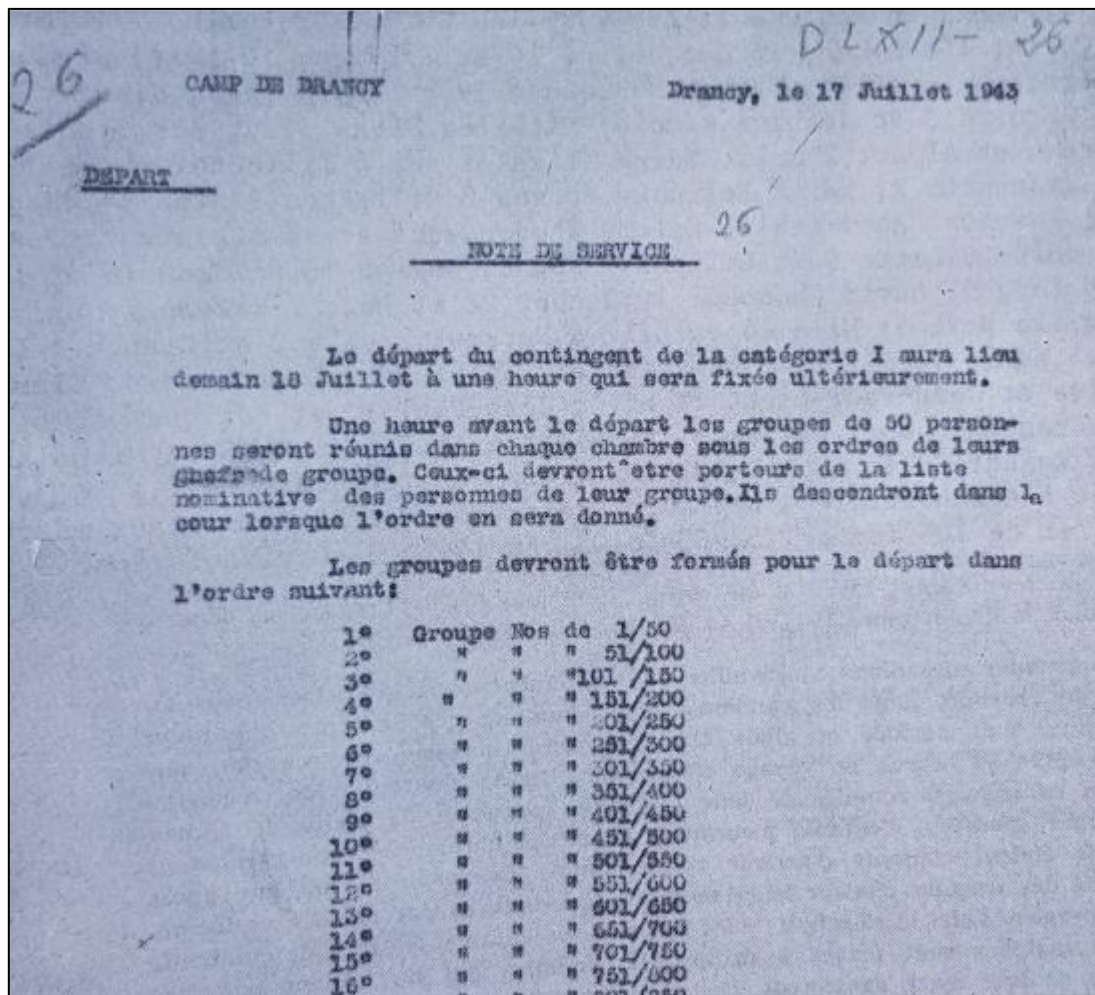 DLXII- 26
26
CAMP DE DRANCY Drancy, le 17 Juillet 1943
DEPART
26
NOTE DE SERVICE
Le départ du contingent de la catégorie I aura lieu
demain 18 Juillet à une heure qui sera fixée ultérieurement.
Une heure avant le départ les groupes de 50 person-
nes seront réunis dans chaque chambre sous les ordres de leurs
chefs de groupe. Ceux-ci devront etre porteurs de la liste
nominative des personnes de leur groupe.Ils descendront dans la
cour lorsque l'ordre en sera donné.
Les groupes devront être formés pour le départ dans
l'ordre suivant:
1° Groupe Nos de 1/50
2° " " " 51/100
3° " " "101 /150
4° " " " 151/200
5° " " " 201/250
6° " " " 251/300
7° " " " 301/350
8° " " " 351/400
9° " " " 401/450
10° " " " 451/500
11° " " " 501/550
12° " " " 551/600
13° " " " 601/650
14° " " " 651/700
15° " " " 701/750
16° " " " 751/800